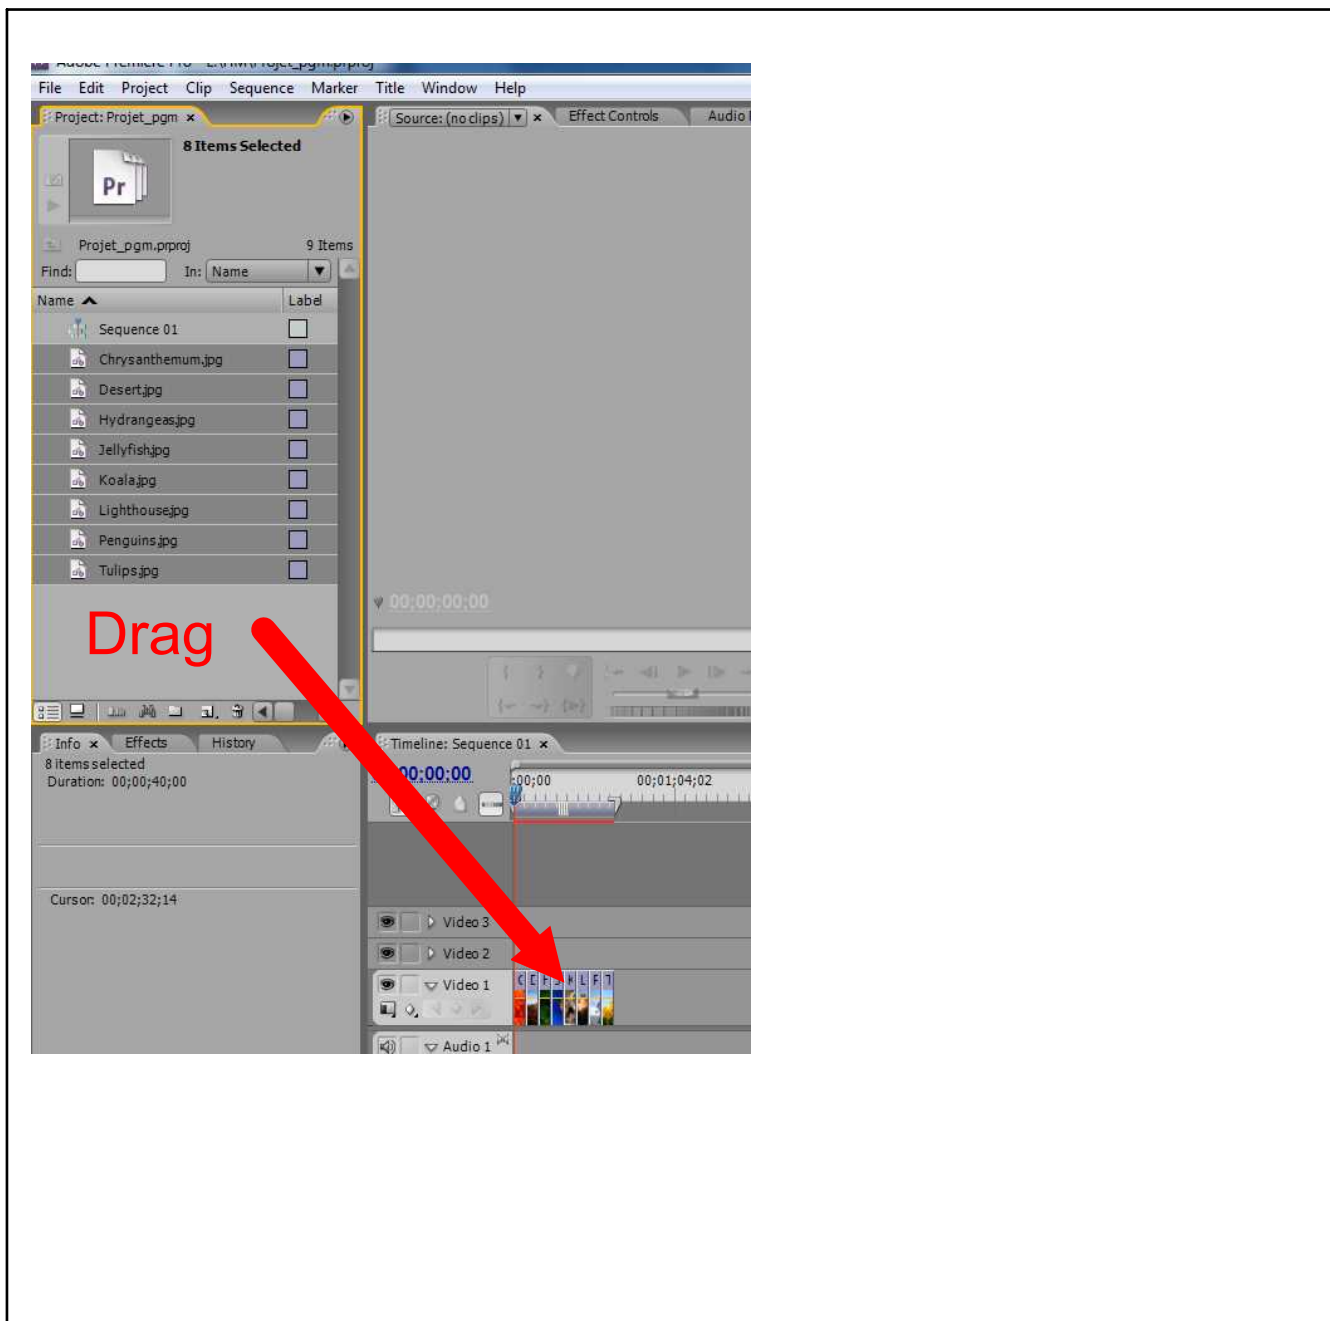 File Edit Project Clip Sequence Marker Title Window Help
Project: Projet_pgm
8 Items Selected
Pr
Projet_pgm.prproj 9 Items
Find: In: Name
Name Label
Sequence 01
Chrysanthemum.jpg
Desert.jpg
Hydrangeas.jpg
Jellyfish.jpg
Koala.jpg
Lighthouse.jpg
Penguins.jpg
Tulips.jpg
Drag
Source: (no clips) Effect Controls Audio
00;00;00;00
Info Effects History
8 items selected
Duration: 00;00;40;00
Cursor: 00;02;32;14
Timeline: Sequence 01
00:00:00
:00;00 00;01;04;02
Video 3
Video 2
Video 1
Audio 1